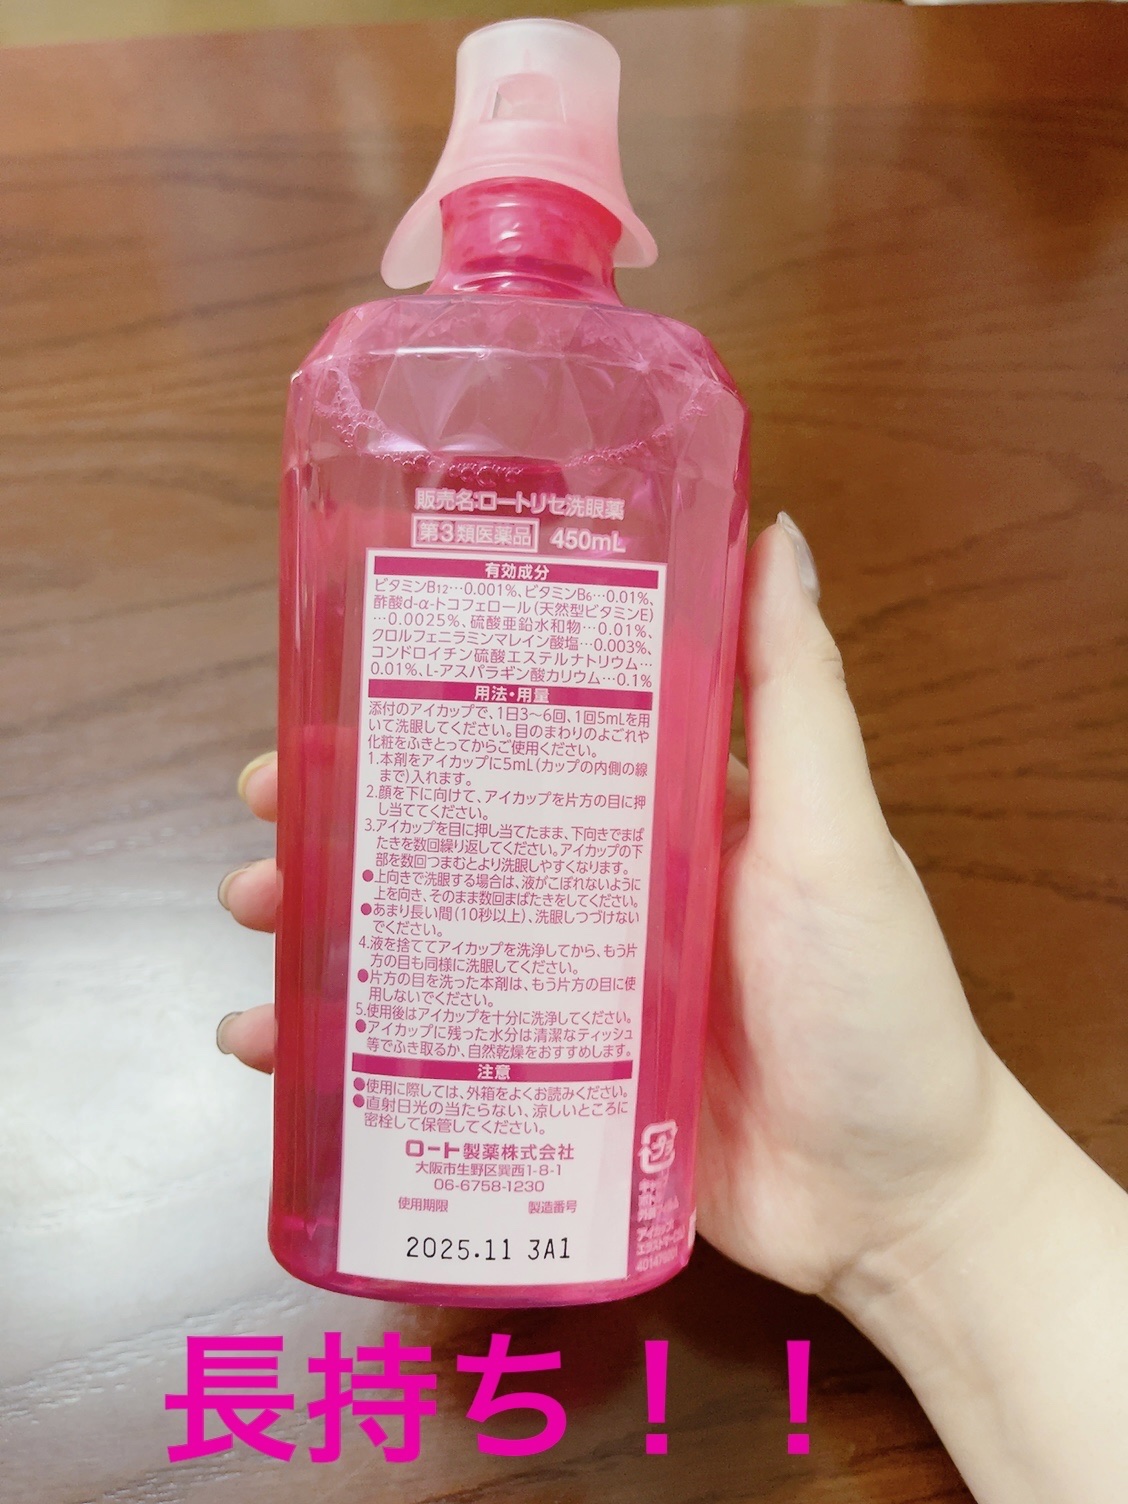 販売名:ロートリセ洗眼薬
第3類医薬品 450mL
有効成分
ビタミンB12…0.001%、ビタミンB6…0.01%、
酢酸d-α-トコフェロール(天然型ビタミンE)
…0.0025%、硫酸亜鉛水和物…0.01%、
クロルフェニラミンマレイン酸塩…0.003%、
コンドロイチン硫酸エステルナトリウム…
0.01%、L-アスパラギン酸カリウム…0.1%
用法・用量
添付のアイカップで、1日3～6回、1回5mLを用
いて洗眼してください。目のまわりのよごれや
化粧をふきとってからご使用ください。
1.本剤をアイカップに5mL(カップの内側の線
まで)入れます。
2.顔を下に向けて、アイカップを片方の目に押
し当ててください。
3.アイカップを目に押し当てたまま、下向きでまば
たきを数回繰り返してください。アイカップの下
部を数回つまむとより洗眼しやすくなります。
●上向きで洗眼する場合は、液がこぼれないように
上を向き、そのまま数回まばたきをしてください。
●あまり長い間(10秒以上)、洗眼しつづけない
でください。
4.液を捨ててアイカップを洗浄してから、もう片
方の目も同様に洗眼してください。
●片方の目を洗った本剤は、もう片方の目に使
用しないでください。
5.使用後はアイカップを十分に洗浄してください。
●アイカップに残った水分は清潔なティッシュ
等でふき取るか、自然乾燥をおすすめします。
注意
●使用に際しては、外箱をよくお読みください。
●直射日光の当たらない、涼しいところに
密栓して保管してください。
ロート製薬株式会社
大阪市生野区巽西1-8-1
06-6758-1230
使用期限 製造番号
2025.11 3A1
プラ
アイカップ
長持ち！！